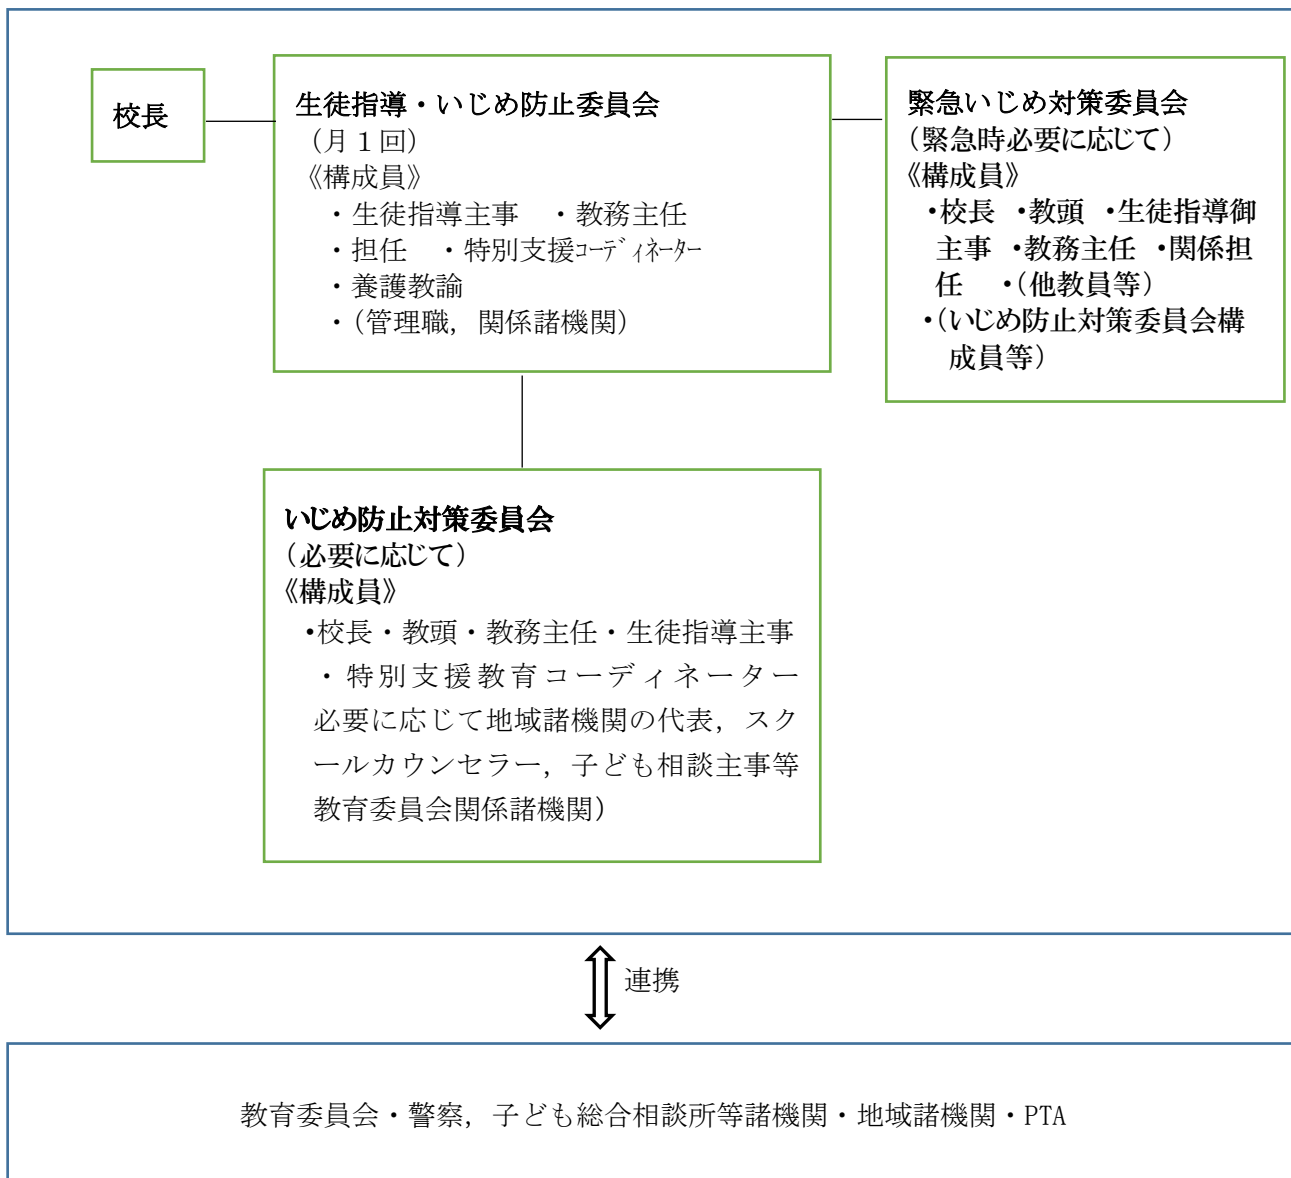 校長
生徒指導・いじめ防止委員会
（月１回）
《構成員》
・生徒指導主事　・教務主任
・担任　・特別支援ｺｰﾃﾞｨﾈｰﾀｰ
・養護教諭
・（管理職，関係諸機関）
緊急いじめ対策委員会
（緊急時必要に応じて）
《構成員》
・校長　・教頭　・生徒指導御
主事　・教務主任　・関係担
任　・（他教員等）
・（いじめ防止対策委員会構
成員等）
いじめ防止対策委員会
（必要に応じて）
《構成員》
・校長・教頭・教務主任・生徒指導主事
・特別支援教育コーディネーター
必要に応じて地域諸機関の代表，スク
ールカウンセラー，子ども相談主事等
教育委員会関係諸機関）
連携
教育委員会・警察，子ども総合相談所等諸機関・地域諸機関・PTA